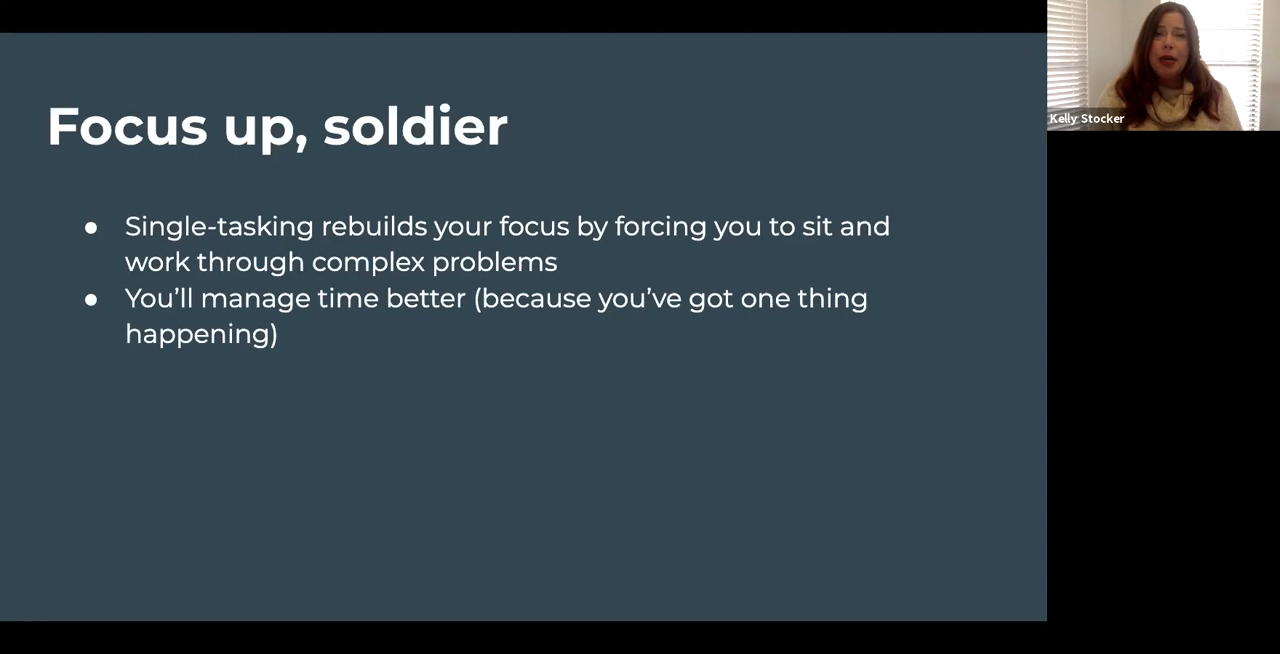 Focus up, soldier
● Single-tasking rebuilds your focus by forcing you to sit and
work through complex problems
● You’ll manage time better (because you’ve got one thing
happening)
Kelly Stocker